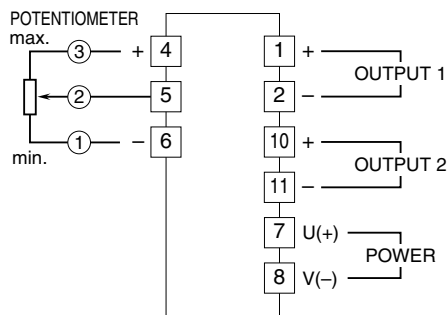 POTENTIOMETER
max.
3 + 4
2 5
1 – 6
min.
1 +
OUTPUT 1
2 –
10 +
OUTPUT 2
11 –
7 U(+)
POWER
8 V(–)